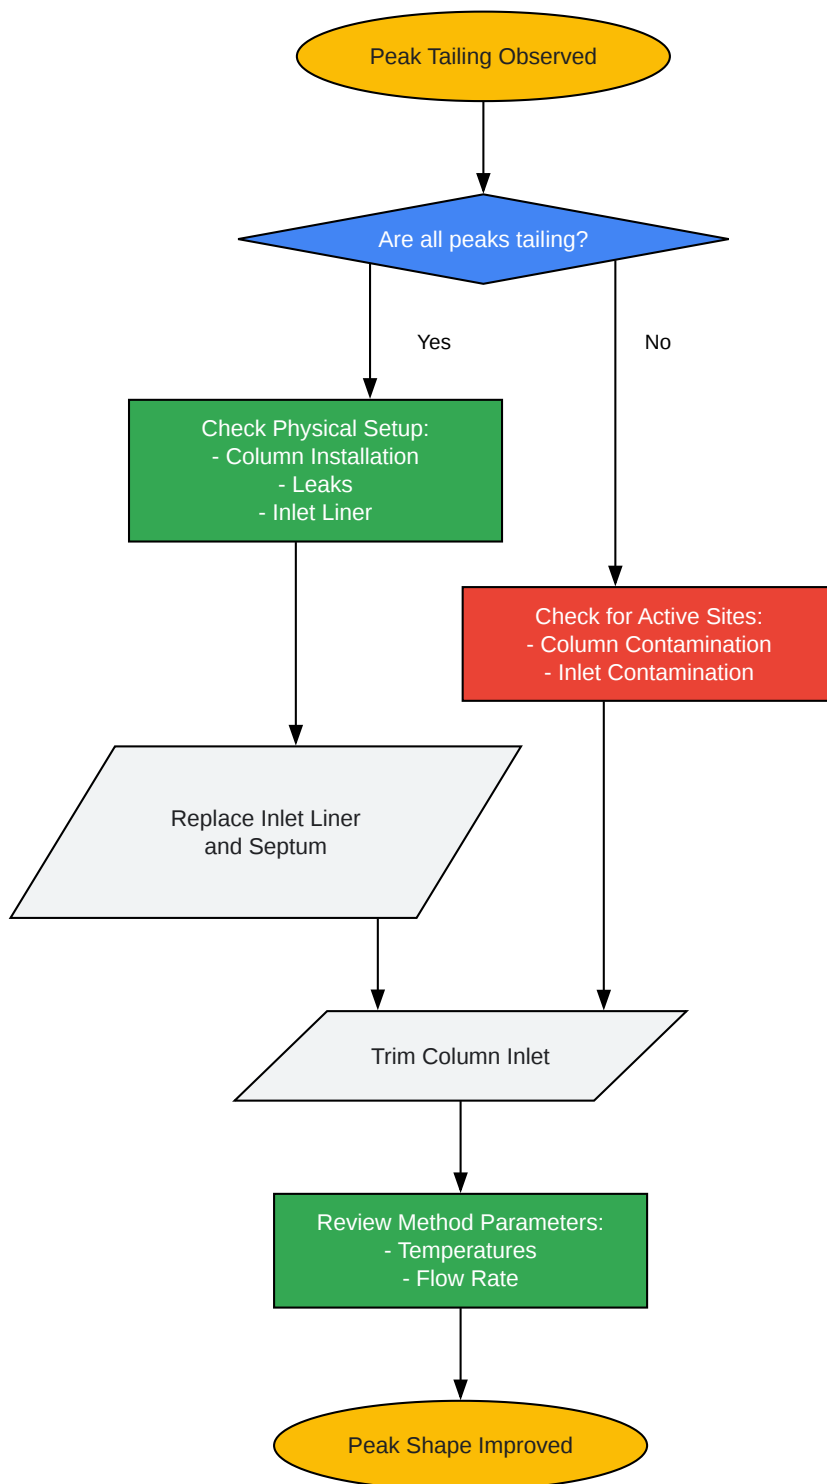 Peak Tailing Observed
Are all peaks tailing?
Yes
No
Check Physical Setup:
- Column Installation
- Leaks
- Inlet Liner
Check for Active Sites:
- Column Contamination
- Inlet Contamination
Replace Inlet Liner
and Septum
Trim Column Inlet
Review Method Parameters:
- Temperatures
- Flow Rate
Peak Shape Improved